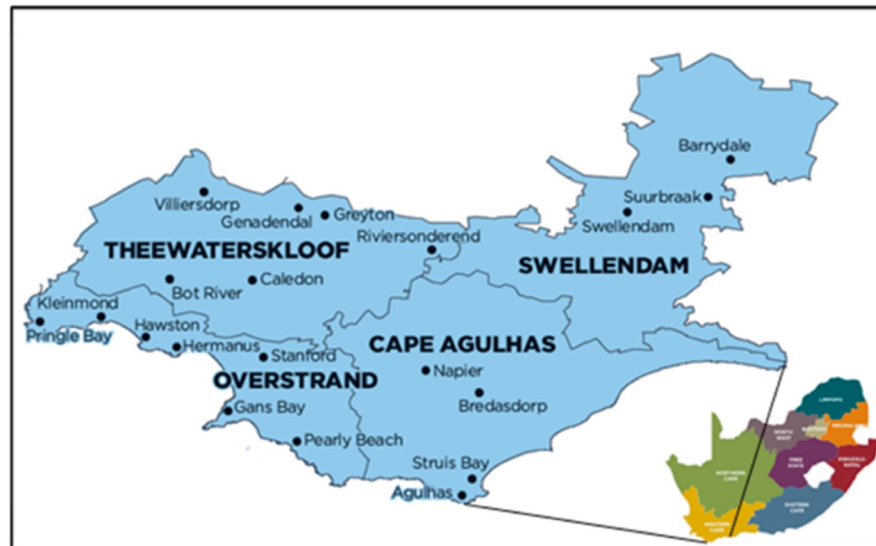 Barrydale
Suurbraak
Swellendam
Villiersdorp
Genadendal
Greyton
Riviersonderend
THEEWATERSKLOOF
SWELLENDAM
Bot River
Caledon
Kleinmond
Pringle Bay
Hawston
Hermanus
Stanford
CAPE AGULHAS
OVERSTRAND
Napier
Bredasdorp
Gans Bay
Pearly Beach
Struis Bay
Agulhas
LIMPOPO
NORTH
WEST
FREE
STATE
KWAZULU-
NATAL
NORTHERN
CAPE
EASTERN
CAPE
WESTERN
CAPE